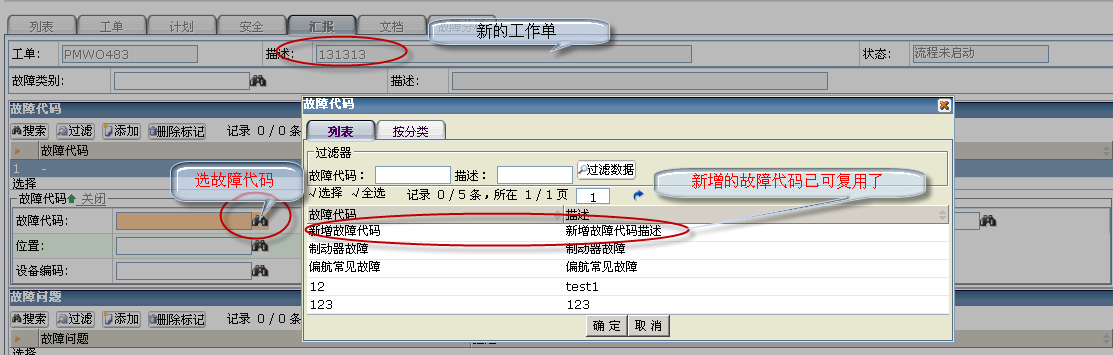 列表 工单 计划 安全 汇报 文档 故障分
新的工作单
工单: PMWO483 描述: 131313 状态: 流程未启动
故障类别: 描述:
故障代码
搜索 过滤 添加 删除标记 记录 0 / 0 条
故障代码
1 -
选择
选故障代码
故障代码 关闭
故障代码:
位置:
设备编码:
故障问题
搜索 过滤 添加 删除标记 记录 0 / 0 条
故障问题
选择
故障代码
列表 按分类
过滤器
故障代码: 描述: 过滤数据
√选择 √全选 记录 0 / 5 条,所在 1 / 1 页 1
新增的故障代码已可复用了
故障代码 描述
新增故障代码 新增故障代码描述
制动器故障 制动器故障
偏航常见故障 偏航常见故障
12 test1
123 123
确 定 取 消